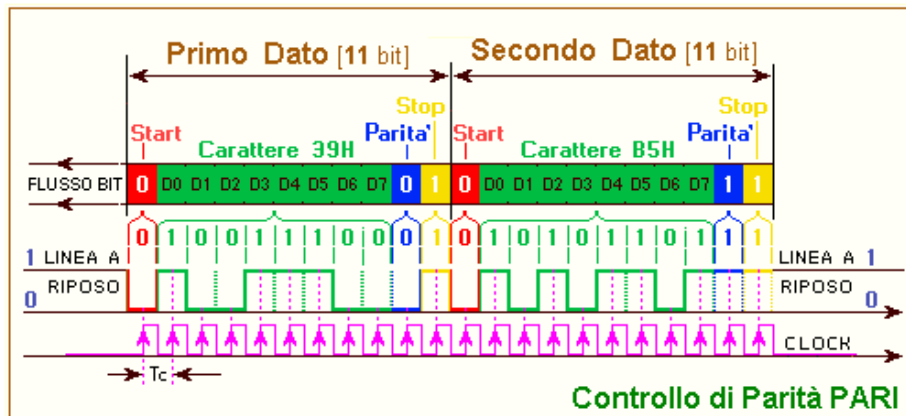 Primo Dato [11 bit] Secondo Dato [11 bit]
Stop Stop
Start Parita' Start Parita'
Carattere 39H Carattere B5H
FLUSSO BIT 0 D0 D1 D2 D3 D4 D5 D6 D7 0 1 0 D0 D1 D2 D3 D4 D5 D6 D7 1 1
0 1 0 0 1 1 1 0 0 0 1 0 1 0 1 0 1 1 0 1 1 1
1 LINEA A LINEA A 1
0 RIPOSO RIPOSO 0
CLOCK
Tc
Controllo di Parità PARI